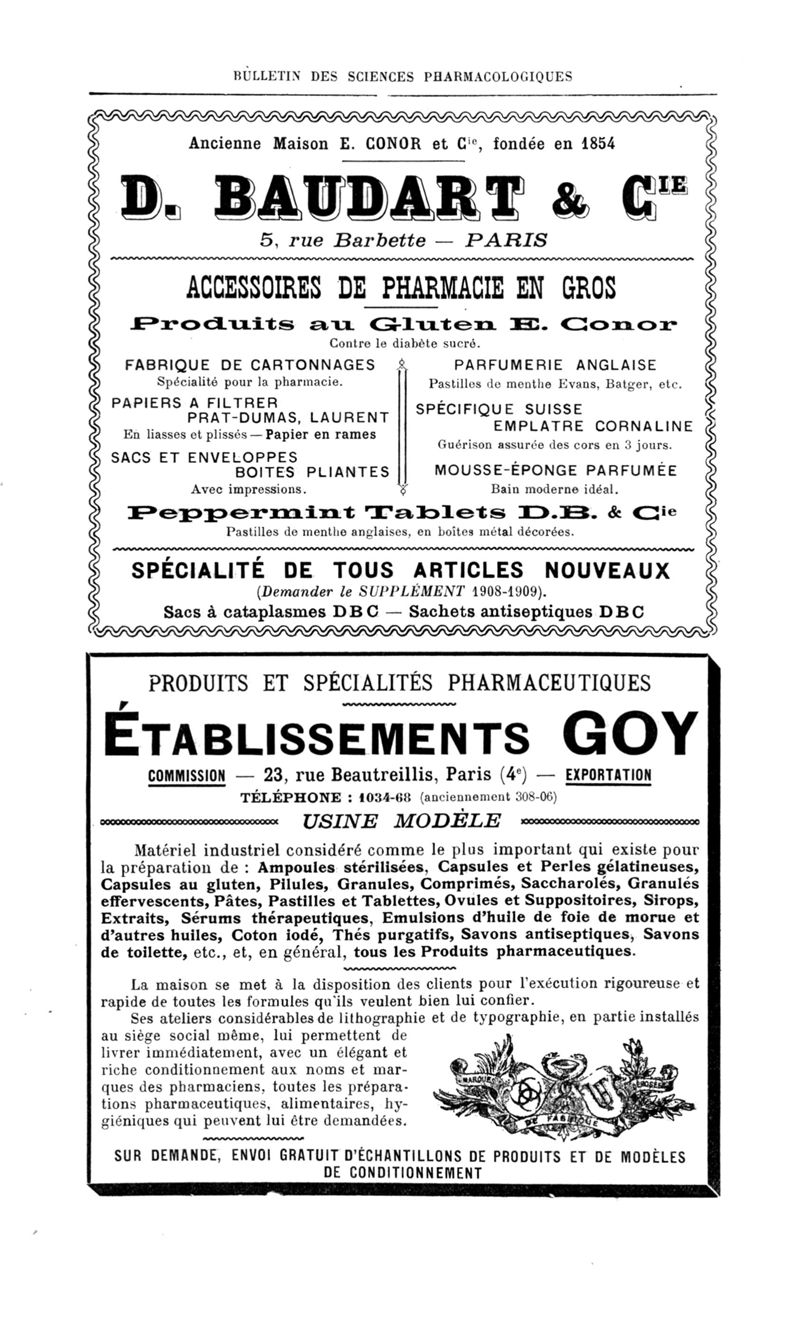 BULLETIN DES SCIENCES PHARMACOLOGIQUES
Ancienne Maison E. CONOR et Cie, fondée en 1854
D. BAUDART & CIE
5, rue Barbette — PARIS
ACCESSOIRES DE PHARMACIE EN GROS
Produits au Gluten E. Conor
Contre le diabète sucré.
FABRIQUE DE CARTONNAGES
Spécialité pour la pharmacie.
PAPIERS A FILTRER
PRAT-DUMAS, LAURENT
En liasses et plissés — Papier en rames
SACS ET ENVELOPPES
BOITES PLIANTES
Avec impressions.
PARFUMERIE ANGLAISE
Pastilles de menthe Evans, Batger, etc.
SPÉCIFIQUE SUISSE
EMPLATRE CORNALINE
Guérison assurée des cors en 3 jours.
MOUSSE-ÉPONGE PARFUMÉE
Bain moderne idéal.
Peppermint Tablets D.B. & Cie
Pastilles de menthe anglaises, en boîtes métal décorées.
SPÉCIALITÉ DE TOUS ARTICLES NOUVEAUX
(Demander le SUPPLÉMENT 1908-1909).
Sacs à cataplasmes DBC — Sachets antiseptiques DBC
PRODUITS ET SPÉCIALITÉS PHARMACEUTIQUES
ÉTABLISSEMENTS GOY
COMMISSION — 23, rue Beautreillis, Paris (4e) — EXPORTATION
TÉLÉPHONE : 1034-68 (anciennement 308-06)
USINE MODÈLE
Matériel industriel considéré comme le plus important qui existe pour
la préparation de : Ampoules stérilisées, Capsules et Perles gélatineuses,
Capsules au gluten, Pilules, Granules, Comprimés, Saccharolés, Granulés
effervescents, Pâtes, Pastilles et Tablettes, Ovules et Suppositoires, Sirops,
Extraits, Sérums thérapeutiques, Emulsions d'huile de foie de morue et
d'autres huiles, Coton iodé, Thés purgatifs, Savons antiseptiques, Savons
de toilette, etc., et, en général, tous les Produits pharmaceutiques.
La maison se met à la disposition des clients pour l'exécution rigoureuse et
rapide de toutes les formules qu'ils veulent bien lui confier.
Ses ateliers considérables de lithographie et de typographie, en partie installés
au siège social même, lui permettent de
livrer immédiatement, avec un élégant et
riche conditionnement aux noms et mar-
ques des pharmaciens, toutes les prépara-
tions pharmaceutiques, alimentaires, hy-
giéniques qui peuvent lui être demandées.
MARQUE
DE FABRIQUE
SUR DEMANDE, ENVOI GRATUIT D'ÉCHANTILLONS DE PRODUITS ET DE MODÈLES
DE CONDITIONNEMENT